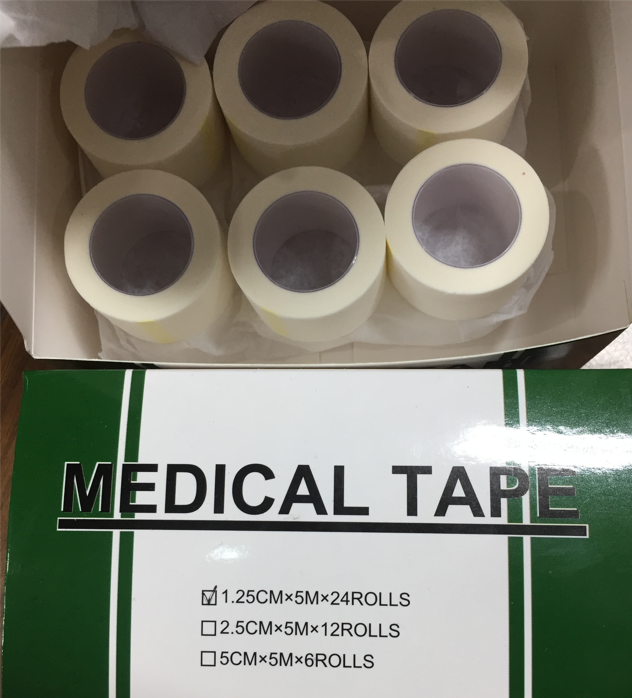 MEDICAL TAPE
☑1.25CM×5M×24ROLLS
☐2.5CM×5M×12ROLLS
☐5CM×5M×6ROLLS